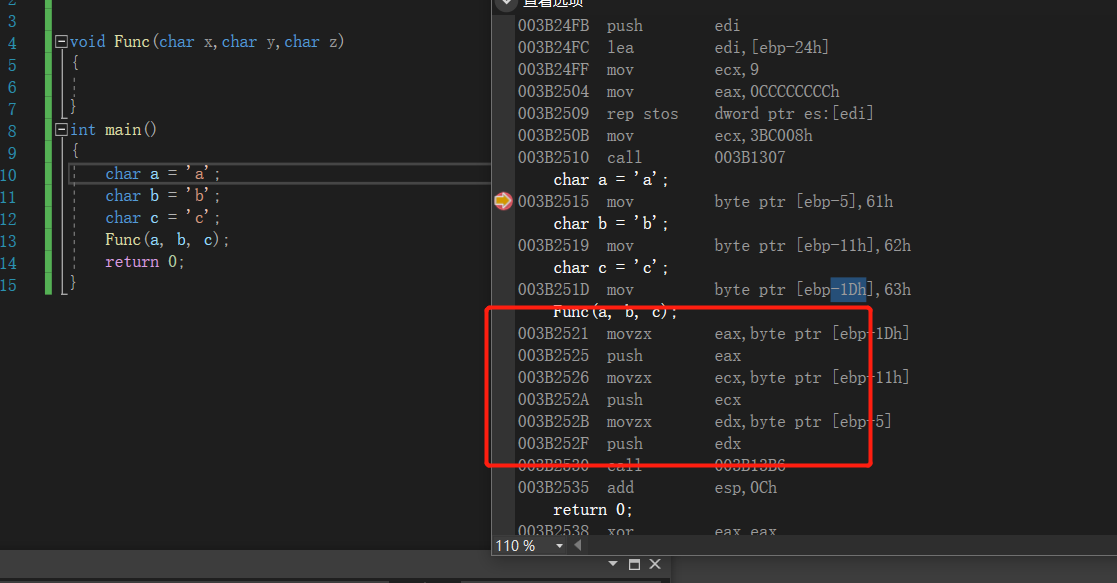 2
3
4 void Func(char x,char y,char z)
5 {
6
7 }
8 int main()
9 {
10 char a = 'a';
11 char b = 'b';
12 char c = 'c';
13 Func(a, b, c);
14 return 0;
15 }
查看选项
003B24FB push edi
003B24FC lea edi,[ebp-24h]
003B24FF mov ecx,9
003B2504 mov eax,0CCCCCCCCh
003B2509 rep stos dword ptr es:[edi]
003B250B mov ecx,3BC008h
003B2510 call 003B1307
char a = 'a';
003B2515 mov byte ptr [ebp-5],61h
char b = 'b';
003B2519 mov byte ptr [ebp-11h],62h
char c = 'c';
003B251D mov byte ptr [ebp-1Dh],63h
Func(a, b, c);
003B2521 movzx eax,byte ptr [ebp-1Dh]
003B2525 push eax
003B2526 movzx ecx,byte ptr [ebp-11h]
003B252A push ecx
003B252B movzx edx,byte ptr [ebp-5]
003B252F push edx
003B2530 call 003B13B6
003B2535 add esp,0Ch
return 0;
003B2538 xor eax,eax
110 %